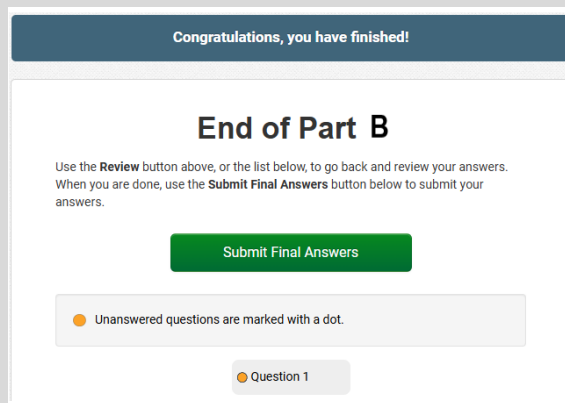 Congratulations, you have finished!
End of Part B
Use the Review button above, or the list below, to go back and review your answers.
When you are done, use the Submit Final Answers button below to submit your
answers.
Submit Final Answers
Unanswered questions are marked with a dot.
Question 1